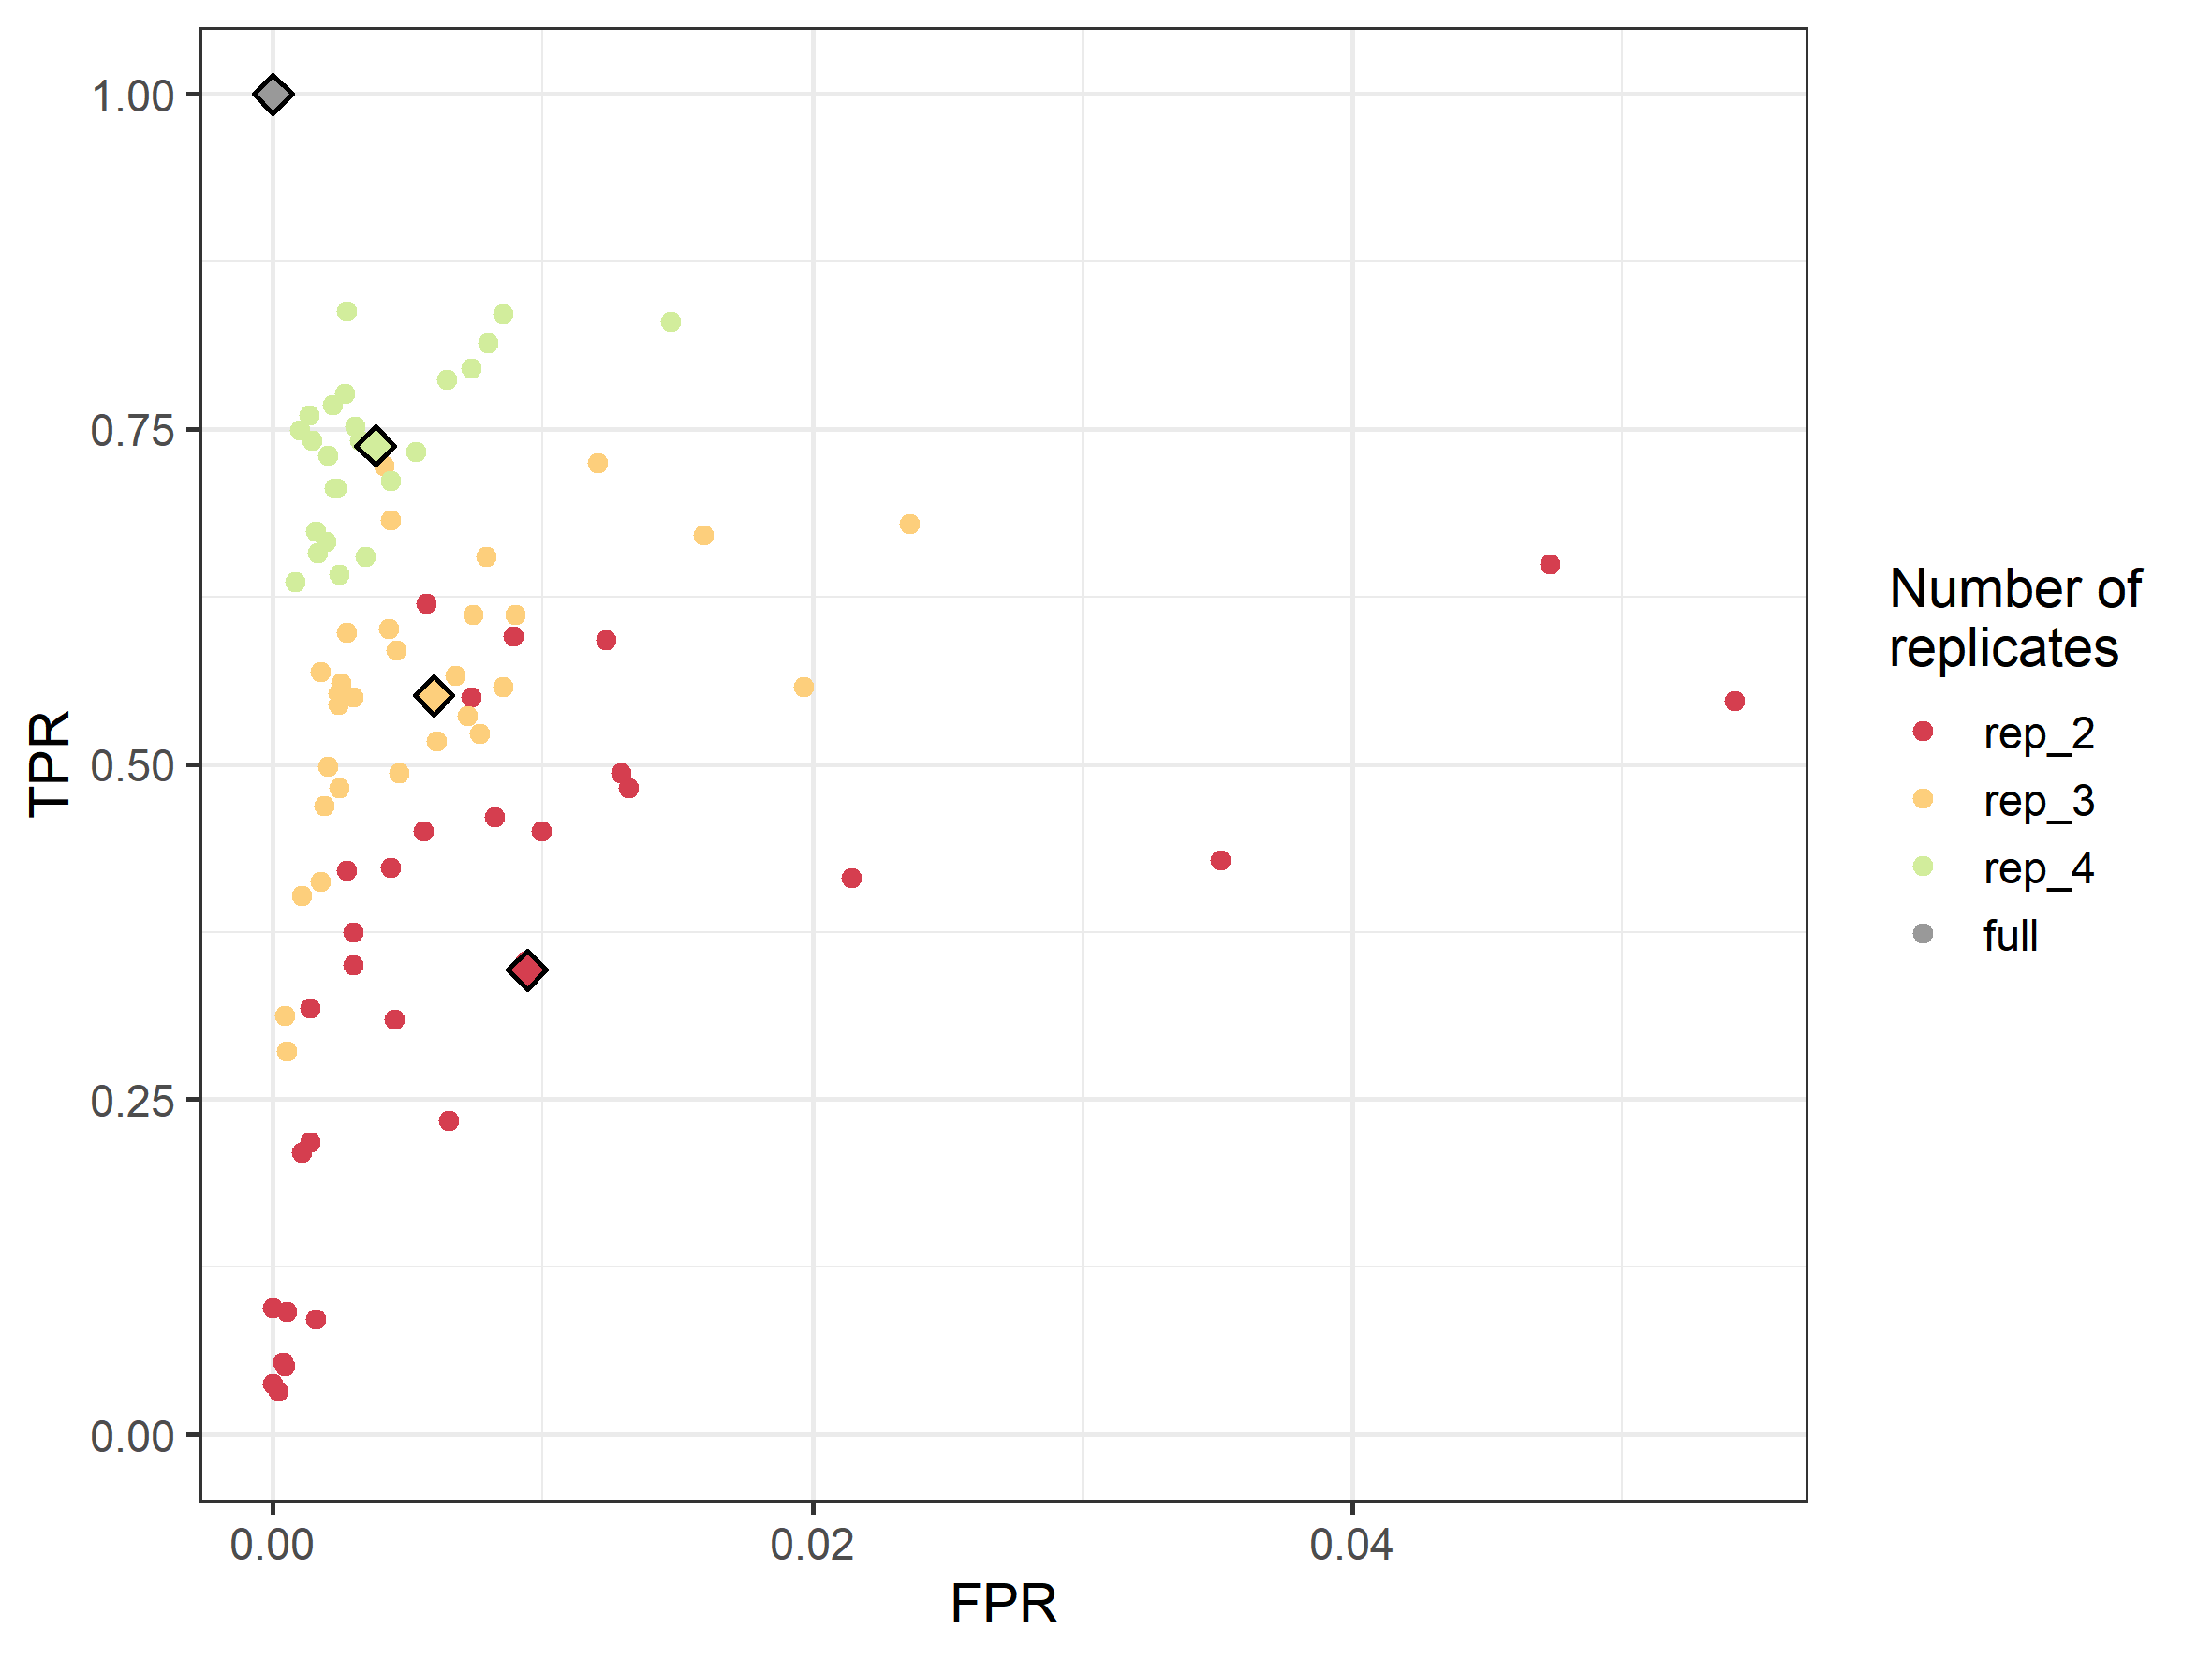 1.00
0.75
0.50
0.25
0.00
TPR
0.00
0.02
0.04
FPR
Number of
replicates
rep_2
rep_3
rep_4
full